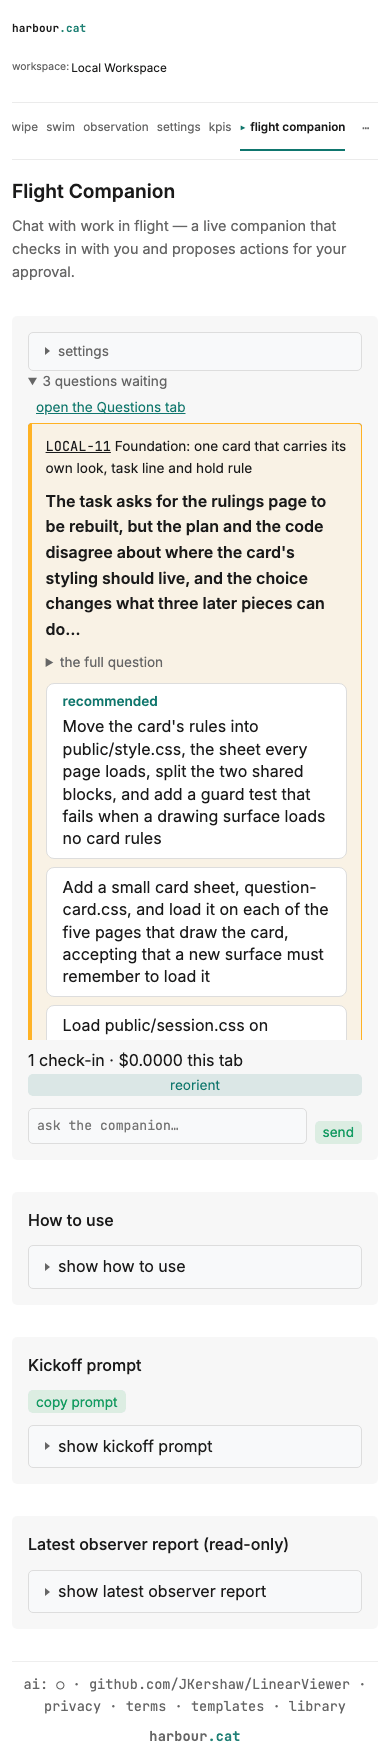 harbour.cat
workspace: Local Workspace
wipe swim observation settings kpis ▸ flight companion …
Flight Companion
Chat with work in flight — a live companion that
checks in with you and proposes actions for your
approval.
settings
3 questions waiting
open the Questions tab
LOCAL-11 Foundation: one card that carries its
own look, task line and hold rule
The task asks for the rulings page to
be rebuilt, but the plan and the code
disagree about where the card's
styling should live, and the choice
changes what three later pieces can
do…
the full question
recommended
Move the card's rules into
public/style.css, the sheet every
page loads, split the two shared
blocks, and add a guard test that
fails when a drawing surface loads
no card rules
Add a small card sheet, question-
card.css, and load it on each of the
five pages that draw the card,
accepting that a new surface must
remember to load it
Load public/session.css on
1 check-in · $0.0000 this tab
reorient
ask the companion…
send
How to use
show how to use
Kickoff prompt
copy prompt
show kickoff prompt
Latest observer report (read-only)
show latest observer report
ai: ○ · github.com/JKershaw/LinearViewer ·
privacy · terms · templates · library
harbour.cat